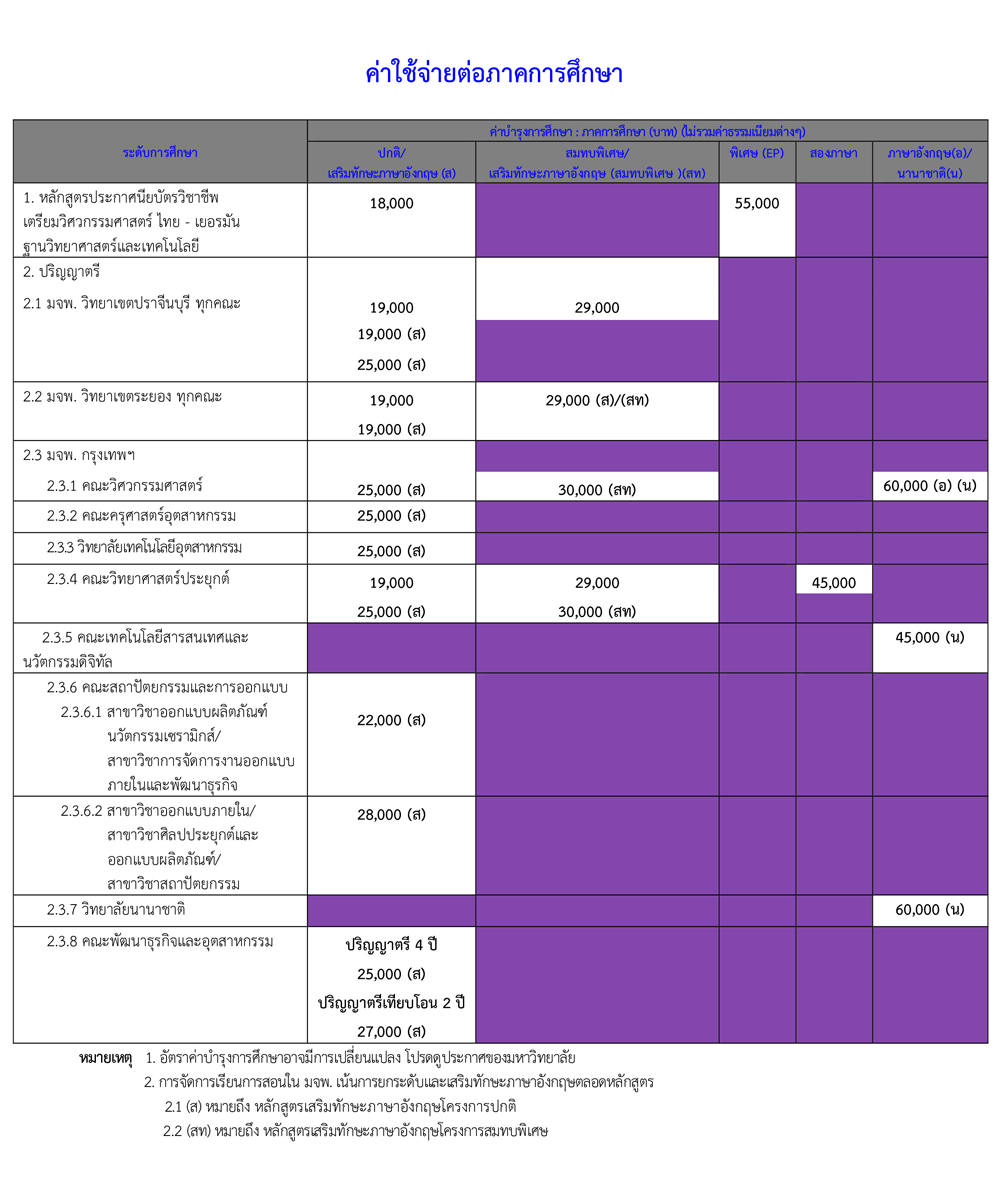 ค่าใช้จ่ายต่อภาคการศึกษา
ระดับการศึกษา
ค่าบำรุงการศึกษา : ภาคการศึกษา (บาท) (ไม่รวมค่าธรรมเนียมต่างๆ)
ปกติ/
เสริมทักษะภาษาอังกฤษ (ส)
สมทบพิเศษ/
เสริมทักษะภาษาอังกฤษ (สมทบพิเศษ )(สท)
พิเศษ (EP)
สองภาษา
ภาษาอังกฤษ(อ)/
นานาชาติ(น)
1. หลักสูตรประกาศนียบัตรวิชาชีพ
เตรียมวิศวกรรมศาสตร์ ไทย - เยอรมัน
ฐานวิทยาศาสตร์และเทคโนโลยี
18,000
55,000
2. ปริญญาตรี
2.1 มจพ. วิทยาเขตปราจีนบุรี ทุกคณะ
19,000
29,000
19,000 (ส)
25,000 (ส)
2.2 มจพ. วิทยาเขตระยอง ทุกคณะ
19,000
29,000 (ส)/(สท)
19,000 (ส)
2.3 มจพ. กรุงเทพฯ
2.3.1 คณะวิศวกรรมศาสตร์
25,000 (ส)
30,000 (สท)
60,000 (อ) (น)
2.3.2 คณะครุศาสตร์อุตสาหกรรม
25,000 (ส)
2.3.3 วิทยาลัยเทคโนโลยีอุตสาหกรรม
25,000 (ส)
2.3.4 คณะวิทยาศาสตร์ประยุกต์
19,000
29,000
45,000
25,000 (ส)
30,000 (สท)
2.3.5 คณะเทคโนโลยีสารสนเทศและ
นวัตกรรมดิจิทัล
45,000 (น)
2.3.6 คณะสถาปัตยกรรมและการออกแบบ
2.3.6.1 สาขาวิชาออกแบบผลิตภัณฑ์
นวัตกรรมเซรามิกส์/
สาขาวิชาการจัดการงานออกแบบ
ภายในและพัฒนาธุรกิจ
22,000 (ส)
2.3.6.2 สาขาวิชาออกแบบภายใน/
สาขาวิชาศิลปประยุกต์และ
ออกแบบผลิตภัณฑ์/
สาขาวิชาสถาปัตยกรรม
28,000 (ส)
2.3.7 วิทยาลัยนานาชาติ
60,000 (น)
2.3.8 คณะพัฒนาธุรกิจและอุตสาหกรรม
ปริญญาตรี 4 ปี
25,000 (ส)
ปริญญาตรีเทียบโอน 2 ปี
27,000 (ส)
หมายเหตุ 1. อัตราค่าบำรุงการศึกษาอาจมีการเปลี่ยนแปลง โปรดดูประกาศของมหาวิทยาลัย
2. การจัดการเรียนการสอนใน มจพ. เน้นการยกระดับและเสริมทักษะภาษาอังกฤษตลอดหลักสูตร
2.1 (ส) หมายถึง หลักสูตรเสริมทักษะภาษาอังกฤษโครงการปกติ
2.2 (สท) หมายถึง หลักสูตรเสริมทักษะภาษาอังกฤษโครงการสมทบพิเศษ